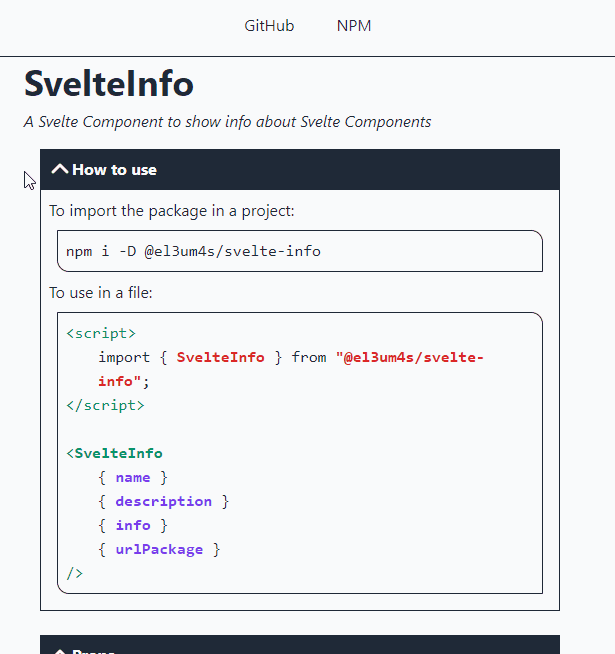 GitHub NPM
SvelteInfo
A Svelte Component to show info about Svelte Components
How to use
To import the package in a project:
npm i -D @el3um4s/svelte-info
To use in a file:
<script>
import { SvelteInfo } from "@el3um4s/svelte-
info";
</script>
<SvelteInfo
{ name }
{ description }
{ info }
{ urlPackage }
/>
Props